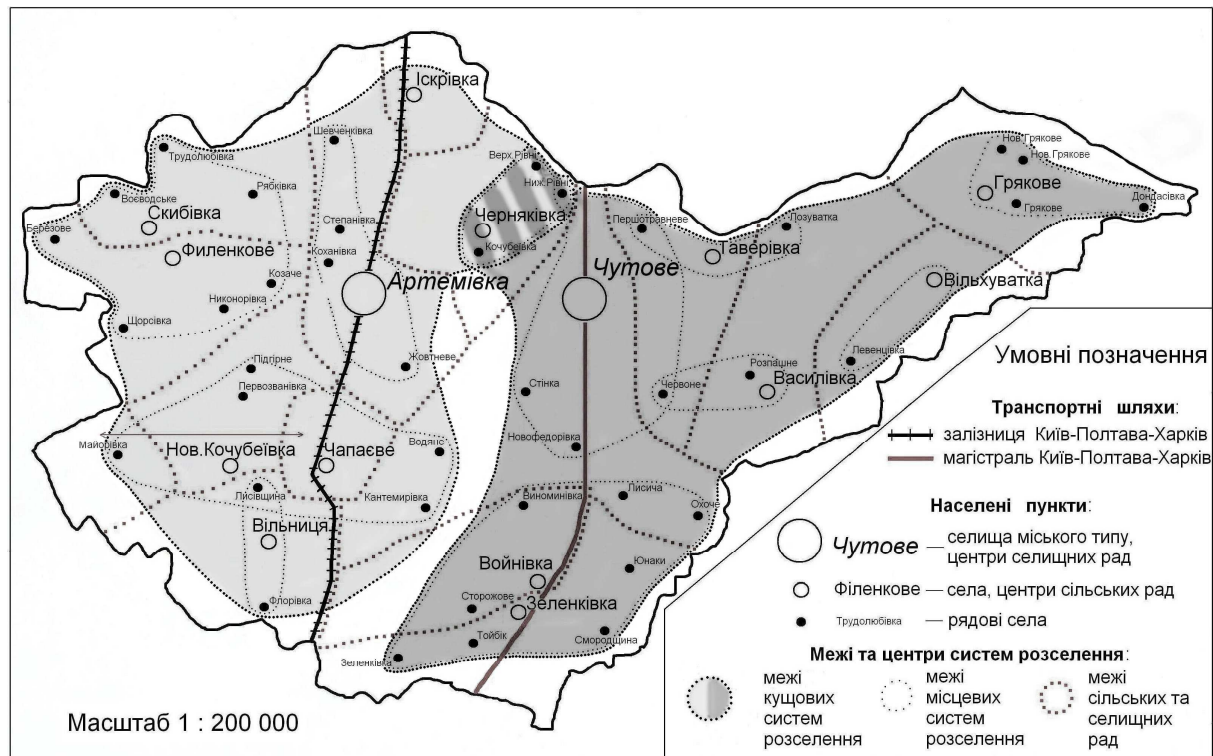 Іскрівка
Шевченківка
Трудолюбівка
Верх.Рівні
Нов.Грякове
Нов.Грякове
Рябківка
Ниж.Рівні
Грякове
Воєводське
Скибівка
Степанівка
Черняківка
Першотравневе
Лозуватка
Грякове
Дондасівка
Березове
Филенкове
Коханівка
Кочубеївка
Таверівка
Козаче
Артемівка
Чутове
Вільхуватка
Никонорівка
Щорсівка
Підгірне
Жовтневе
Левенцівка
Розпашне
Первозванівка
Стінка
Червоне
Василівка
Майорівка
Нов.Кочубеївка
Чапаєве
Водяне
Новофедорівка
Лисівщина
Кантемирівка
Виноминівка
Лисича
Охоче
Вільниця
Войнівка
Юнаки
Флорівка
Сторожове
Зеленківка
Тойбік
Смородщина
Зеленківка
Масштаб 1 : 200 000
Умовні позначення
Транспортні шляхи:
залізниця Київ-Полтава-Харків
магістраль Київ-Полтава-Харків
Населені пункти:
Чутове — селища міського типу,
центри селищних рад
Філенкове — села, центри сільських рад
Трудолюбівка — рядові села
Межі та центри систем розселення:
межі
кущових
систем
розселення
межі
місцевих
систем
розселення
межі
сільських та
селищних
рад